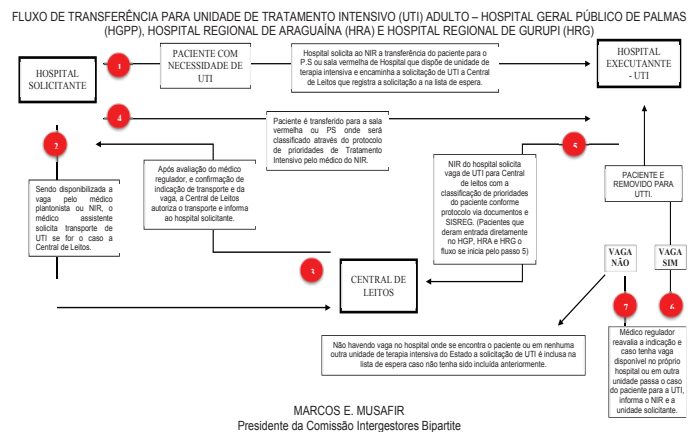 FLUXO DE TRANSFERÊNCIA PARA UNIDADE DE TRATAMENTO INTENSIVO (UTI) ADULTO – HOSPITAL GERAL PÚBLICO DE PALMAS
(HGPP), HOSPITAL REGIONAL DE ARAGUAÍNA (HRA) E HOSPITAL REGIONAL DE GURUPI (HRG)
HOSPITAL
SOLICITANTE
1
PACIENTE COM
NECESSIDADE DE
UTI
Hospital solicita ao NIR a transferência do paciente para o
P.S ou sala vermelha de Hospital que dispõe de unidade de
terapia intensiva e encaminha a solicitação de UTI a Central
de Leitos que registra a solicitação a na lista de espera.
HOSPITAL
EXECUTANNTE
- UTI
4
Paciente é transferido para a sala
vermelha ou PS onde será
classificado através do protocolo
de prioridades de Tratamento
Intensivo pelo médico do NIR.
2
Sendo disponibilizada a
vaga pelo médico
plantonista ou NIR, o
médico assistente
solicita transporte de
UTI se for o caso a
Central de Leitos.
Após avaliação do médico
regulador, e confirmação de
indicação de transporte e da
vaga, a Central de Leitos
autoriza o transporte e informa
ao hospital solicitante.
3
CENTRAL DE
LEITOS
5
NIR do hospital solicita
vaga de UTI para Central
de leitos com a
classificação de prioridades
do paciente conforme
protocolo via documentos e
SISREG. (Pacientes que
deram entrada diretamente
no HGP, HRA e HRG o
fluxo se inicia pelo passo 5)
PACIENTE E
REMOVIDO PARA
UTTI.
VAGA
NÃO
VAGA
SIM
7
6
Médico regulador
reavalia a indicação e
caso tenha vaga
disponível no próprio
hospital ou em outra
unidade passa o caso
do paciente para a UTI,
informa o NIR e a
unidade solicitante.
Não havendo vaga no hospital onde se encontra o paciente ou em nenhuma
outra unidade de terapia intensiva do Estado a solicitação de UTI é inclusa na
lista de espera caso não tenha sido incluída anteriormente.
MARCOS E. MUSAFIR
Presidente da Comissão Intergestores Bipartite